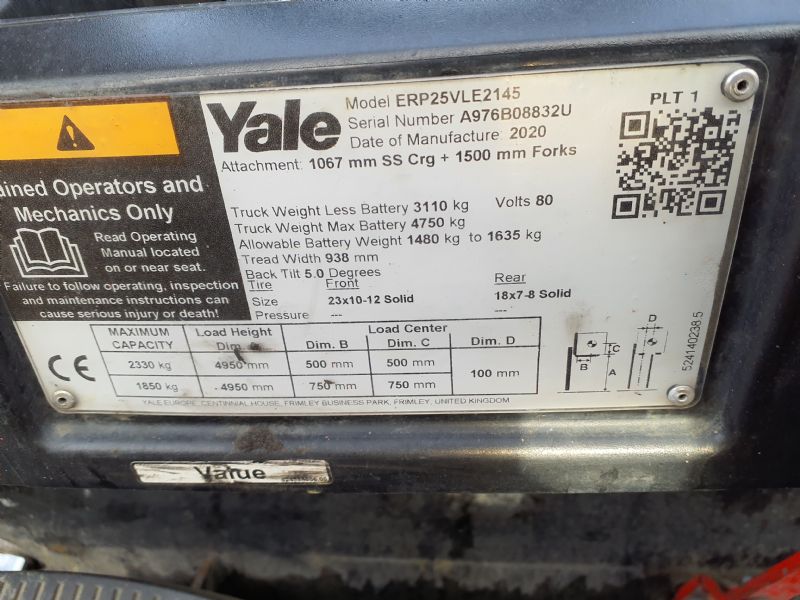 Yale
Model ERP25VLE2145
Serial Number A976B08832U
Date of Manufacture 2020
Attachment: 1067 mm SS Crg + 1500 mm Forks
PLT 1
ained Operators and
Mechanics Only
Read Operating
Manual located
on or near seat.
Failure to follow operating, inspection
and maintenance instructions can
cause serious injury or death!
Truck Weight Less Battery 3110 kg Volts 80
Truck Weight Max Battery 4750 kg
Allowable Battery Weight 1480 kg to 1635 kg
Tread Width 938 mm
Back Tilt 5.0 Degrees
Tire Front Rear
Size 23x10-12 Solid 18x7-8 Solid
Pressure --- ---
MAXIMUM CAPACITY Load Height Load Center
Dim. B Dim. C Dim. D
2330 kg 4950 mm 500 mm 500 mm 100 mm
1850 kg 4950 mm 750 mm 750 mm
CE
D
C
B
A
524140238.5
YALE EUROPE, CENTINNIAL HOUSE, FRIMLEY BUSINESS PARK, FRIMLEY, UNITED KINGDOM
Value